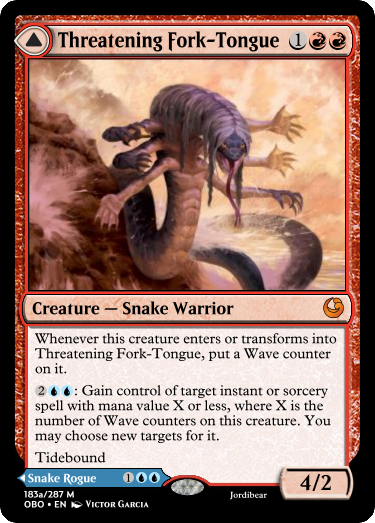 Threatening Fork-Tongue 1
Creature — Snake Warrior
Whenever this creature enters or transforms into
Threatening Fork-Tongue, put a Wave counter
on it.
2: Gain control of target instant or sorcery
spell with mana value X or less, where X is the
number of Wave counters on this creature. You
may choose new targets for it.
Tidebound
Snake Rogue 1
4/2
183a/287 M
OBO • EN Victor Garcia
Jordibear